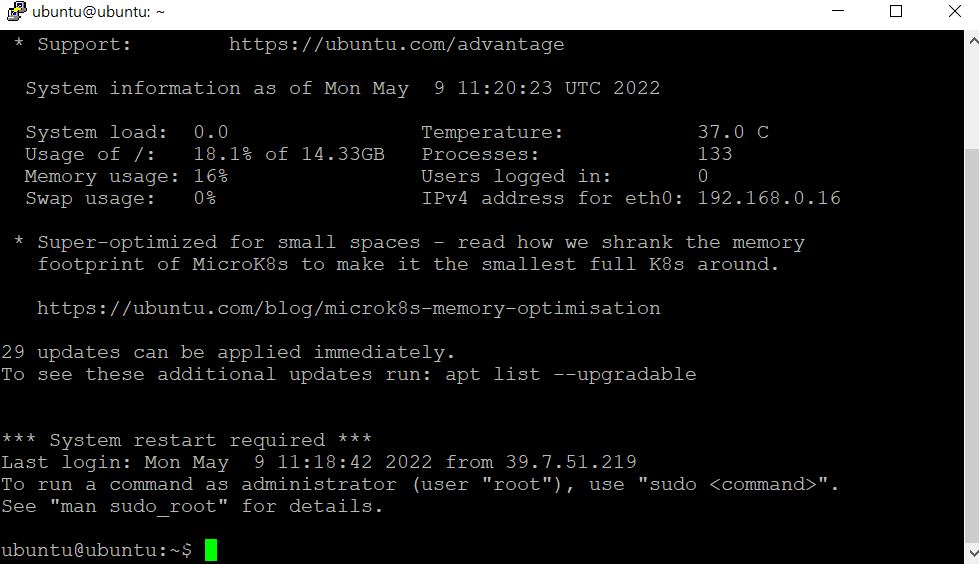 ubuntu@ubuntu: ~
* Support:        https://ubuntu.com/advantage
System information as of Mon May  9 11:20:23 UTC 2022
System load:  0.0                Temperature:           37.0 C
Usage of /:   18.1% of 14.33GB   Processes:             133
Memory usage: 16%                Users logged in:       0
Swap usage:   0%                 IPv4 address for eth0: 192.168.0.16
* Super-optimized for small spaces - read how we shrank the memory
footprint of MicroK8s to make it the smallest full K8s around.
https://ubuntu.com/blog/microk8s-memory-optimisation
29 updates can be applied immediately.
To see these additional updates run: apt list --upgradable
*** System restart required ***
Last login: Mon May  9 11:18:42 2022 from 39.7.51.219
To run a command as administrator (user "root"), use "sudo <command>".
See "man sudo_root" for details.
ubuntu@ubuntu:~$